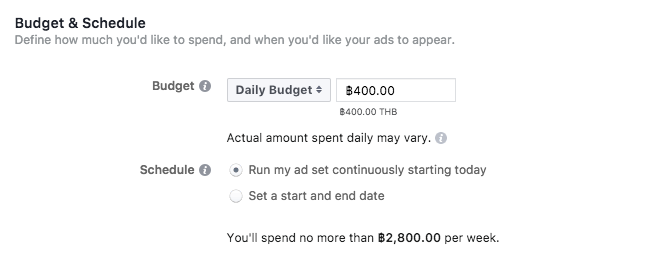 Budget & Schedule
Define how much you'd like to spend, and when you'd like your ads to appear.
Budget Daily Budget ฿400.00
฿400.00 THB
Actual amount spent daily may vary.
Schedule Run my ad set continuously starting today
Set a start and end date
You'll spend no more than ฿2,800.00 per week.